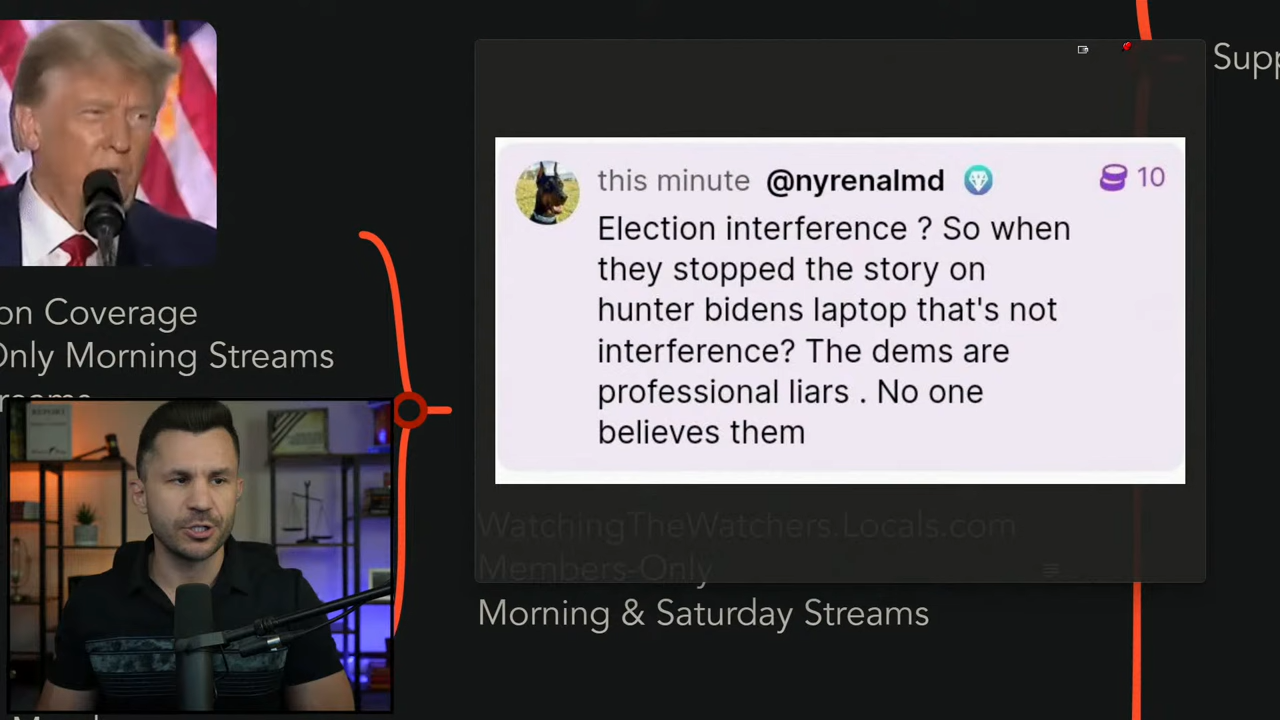 Supp
this minute @nyrenalmd 10
Election interference ? So when
they stopped the story on
hunter bidens laptop that's not
interference? The dems are
professional liars . No one
believes them
on Coverage
Only Morning Streams
reams
WatchingTheWatchers.Locals.com
Members-Only
Morning & Saturday Streams
REPORT